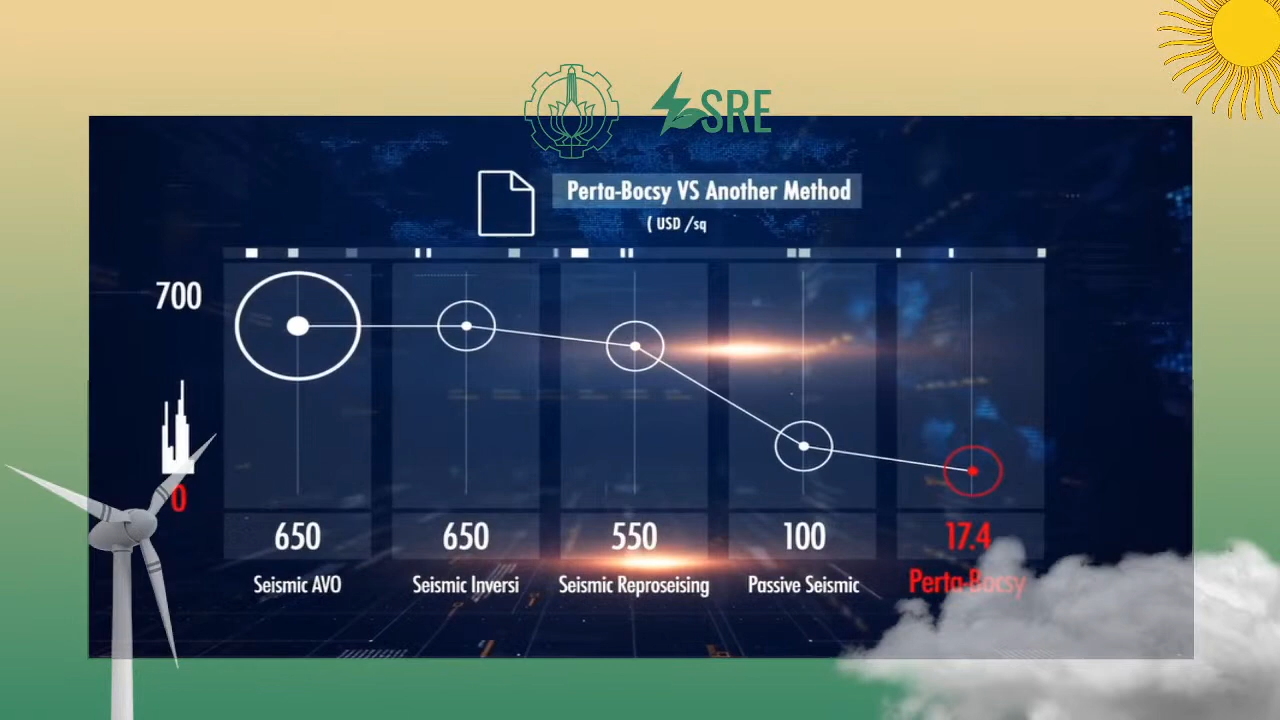 SRE
Perta-Bocsy VS Another Method
( USD /sq
700
0
650 650 550 100 17.4
Seismic AVO Seismic Inversi Seismic Reproseising Passive Seismic Perta-Bocsy